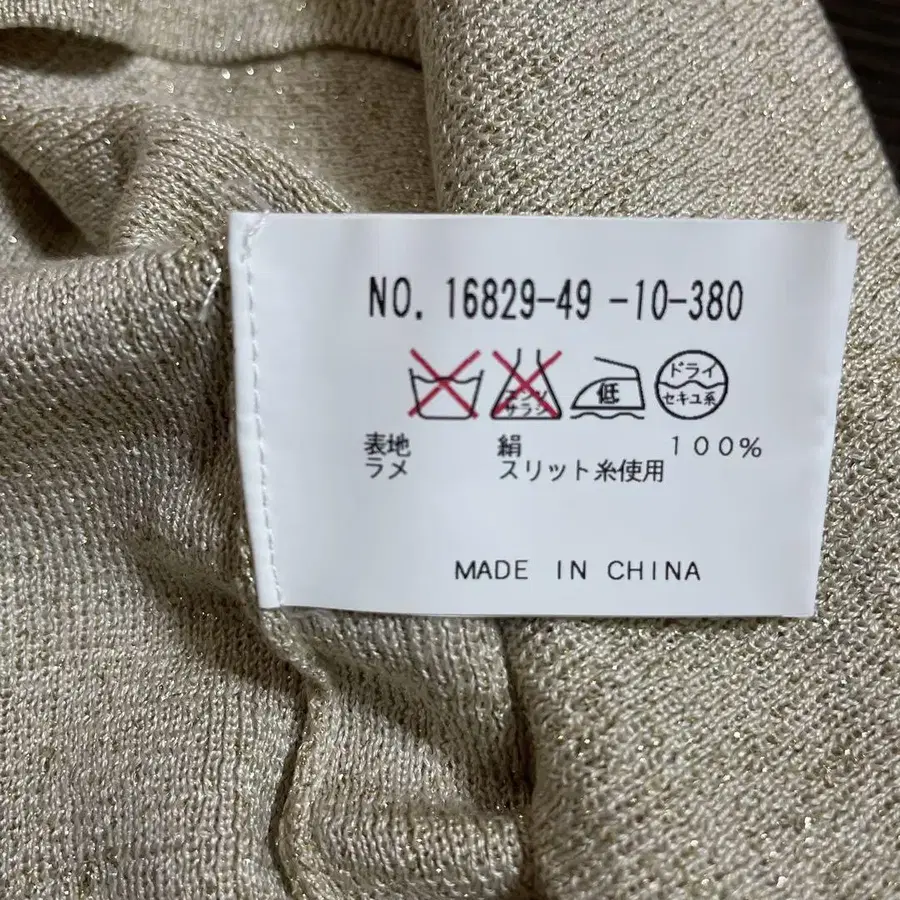 NO. 16829-49 -10-380
エンソ
サラシ
低
ドライ
セキユ系
表地 絹 100%
ラメ スリット糸使用
MADE IN CHINA